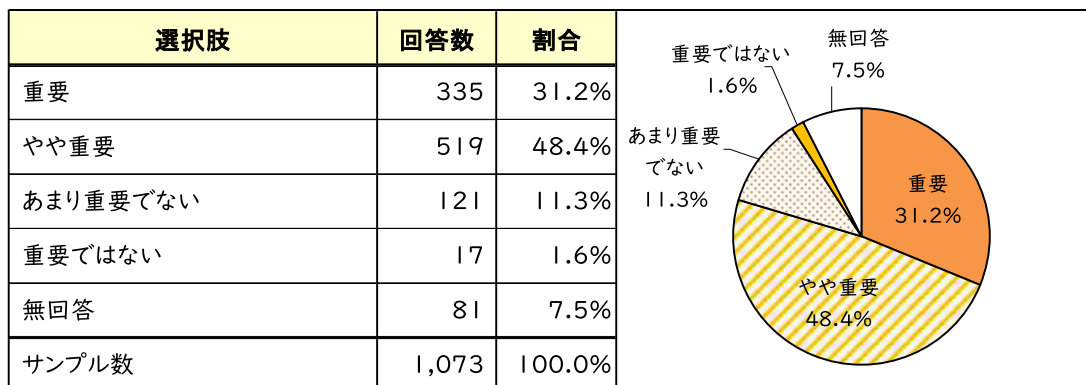 選択肢 回答数 割合
重要 335 31.2%
やや重要 519 48.4%
あまり重要でない 121 11.3%
重要ではない 17 1.6%
無回答 81 7.5%
サンプル数 1,073 100.0%
無回答
7.5%
重要ではない
1.6%
あまり重要
でない
11.3%
重要
31.2%
やや重要
48.4%